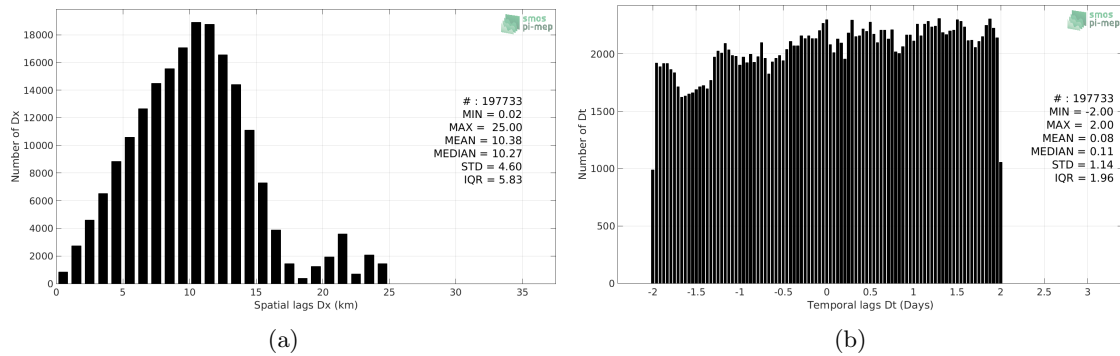 smos
pi-mep
18000
16000
14000
12000
10000
8000
6000
4000
2000
0
Number of Dx
# : 197733
MIN = 0.02
MAX = 25.00
MEAN = 10.38
MEDIAN = 10.27
STD = 4.60
IQR = 5.83
0 5 10 15 20 25 30 35
Spatial lags Dx (km)
(a)
smos
pi-mep
2000
1500
1000
500
0
Number of Dt
# : 197733
MIN = -2.00
MAX = 2.00
MEAN = 0.08
MEDIAN = 0.11
STD = 1.14
IQR = 1.96
-2 -1.5 -1 -0.5 0 0.5 1 1.5 2 2.5 3
Temporal lags Dt (Days)
(b)